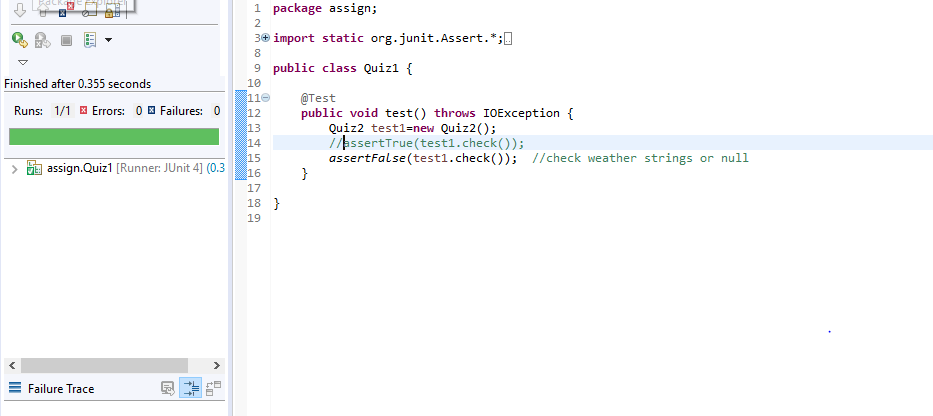 Package Explorer
Finished after 0.355 seconds
Runs: 1/1 Errors: 0 Failures: 0
assign.Quiz1 [Runner: JUnit 4] (0.3
Failure Trace
1 package assign;
2
3 import static org.junit.Assert.*;
8
9 public class Quiz1 {
10
11 @Test
12 public void test() throws IOException {
13 Quiz2 test1=new Quiz2();
14 //assertTrue(test1.check());
15 assertFalse(test1.check()); //check weather strings or null
16 }
17
18 }
19